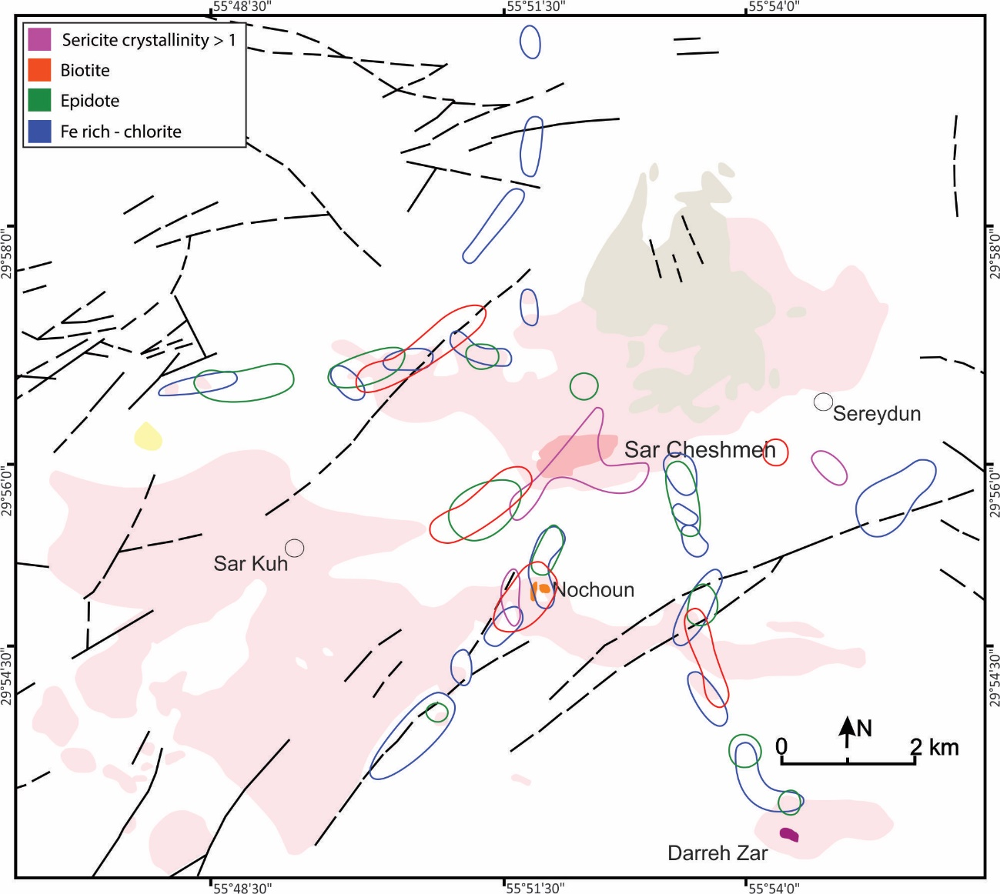 55°48'30" 55°51'30" 55°54'0"
Sericite crystallinity > 1
Biotite
Epidote
Fe rich - chlorite
29°58'0" 29°58'0"
Sereydun
Sar Cheshmeh
29°56'0" 29°56'0"
Sar Kuh
Nochoun
29°54'30" 29°54'30"
N
0 2 km
Darreh Zar
55°48'30" 55°51'30" 55°54'0"